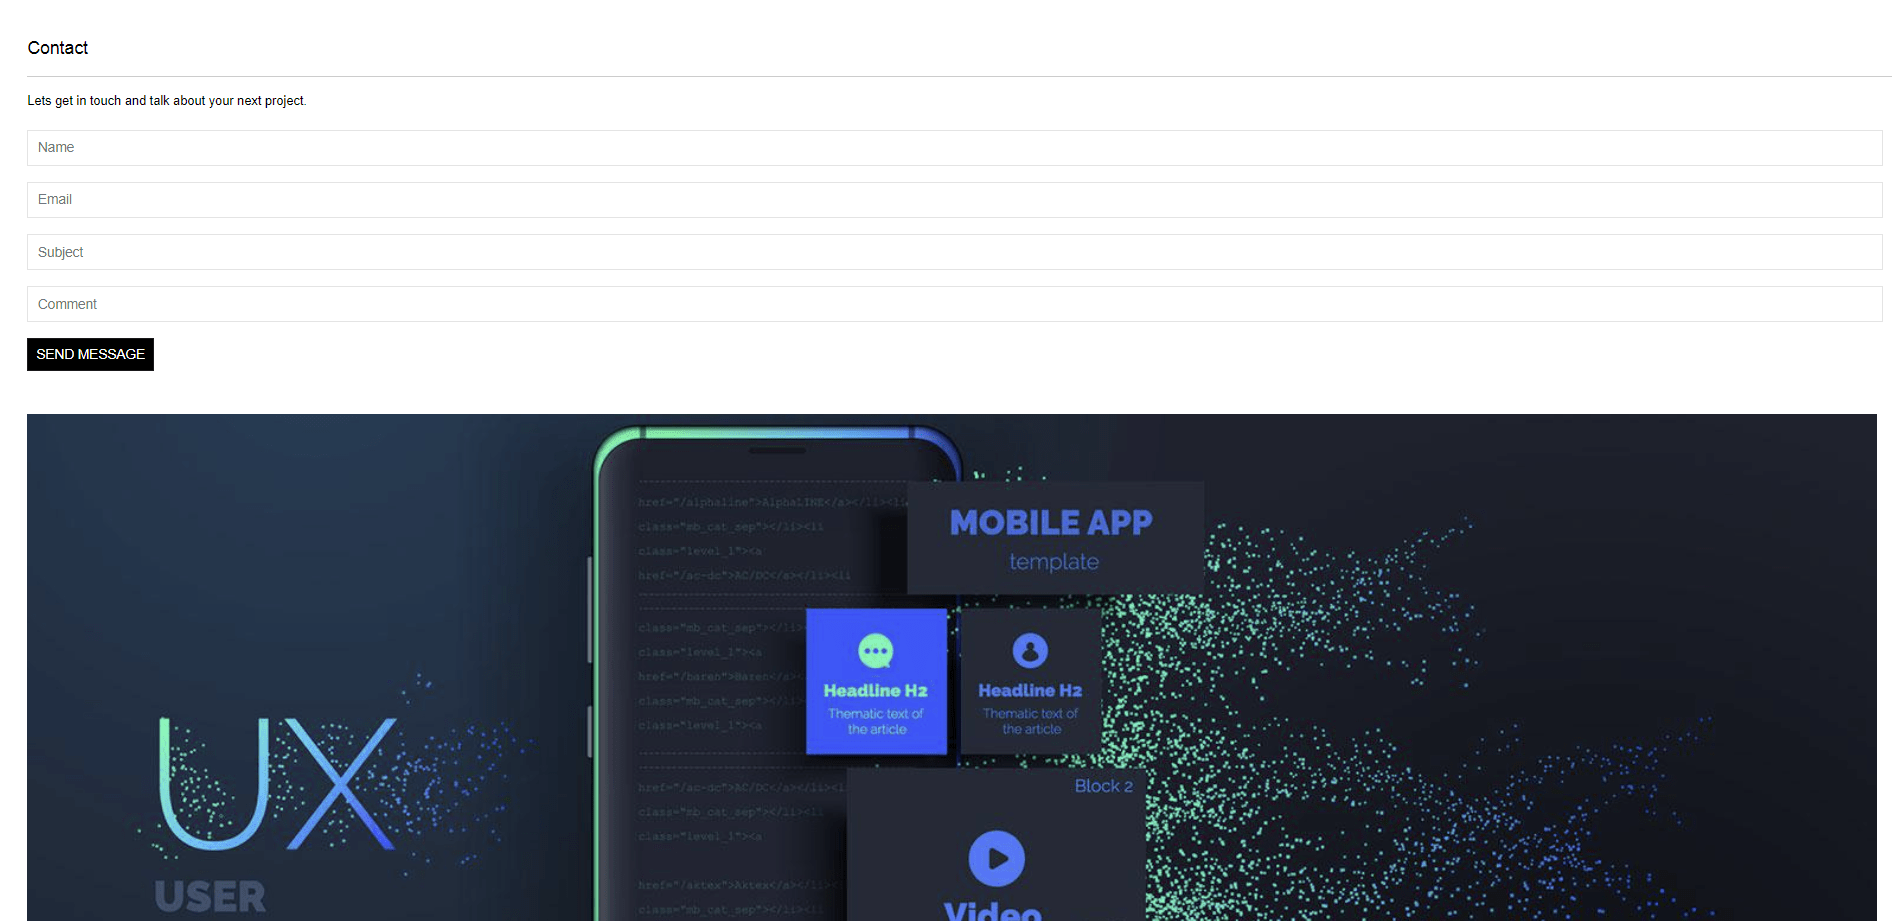 Contact
Lets get in touch and talk about your next project.
Name
Email
Subject
Comment
SEND MESSAGE
href="/alphaline">AlphaLINE</a></li><li
class="mb_cat_sep"></li><li
class="level_1"><a
href="/ac-dc">AC/DC</a></li><li
class="mb_cat_sep"></li>
class="level_1"><a
href="/baren">Baren</a>
class="mb_cat_sep"></li>
class="level_1"><a
href="/ac-dc">AC/DC</a></li><l
class="mb_cat_sep"></li>
class="level_1"><a
href="/aktex">Aktex</a></li>
class="mb_cat_sep"></li>
MOBILE APP
template
Headline H2
Thematic text of
the article
Headline H2
Thematic text of
the article
Block 2
Video
UX
USER